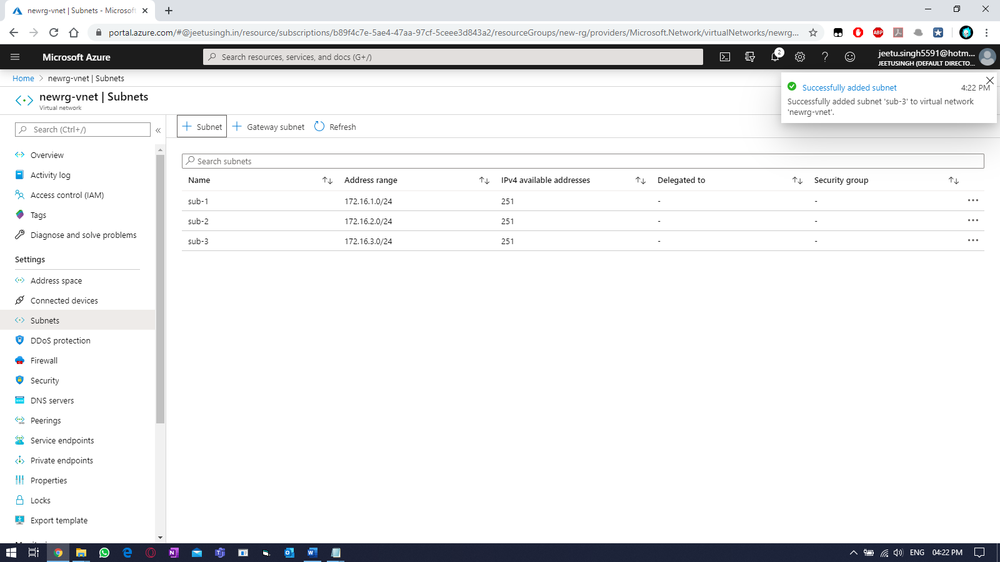 newrg-vnet | Subnets - Microsoft
portal.azure.com/#@jeetusingh.in/resource/subscriptions/b89f4c7e-5ae4-47aa-97cf-5ceee3d843a2/resourceGroups/new-rg/providers/Microsoft.Network/virtualNetworks/newrg...
ABP
Microsoft Azure
Search resources, services, and docs (G+/)
2
jeetu.singh5591@hotm...
JEETUSINGH (DEFAULT DIRECTO...
Home > newrg-vnet | Subnets
newrg-vnet | Subnets
Virtual network
Successfully added subnet 4:22 PM
Successfully added subnet 'sub-3' to virtual network
'newrg-vnet'.
Search (Ctrl+/)
Overview
Activity log
Access control (IAM)
Tags
Diagnose and solve problems
Settings
Address space
Connected devices
Subnets
DDoS protection
Firewall
Security
DNS servers
Peerings
Service endpoints
Private endpoints
Properties
Locks
Export template
Subnet Gateway subnet Refresh
Search subnets
Name Address range IPv4 available addresses Delegated to Security group
sub-1 172.16.1.0/24 251 - -
sub-2 172.16.2.0/24 251 - -
sub-3 172.16.3.0/24 251 - -
ENG 04:22 PM